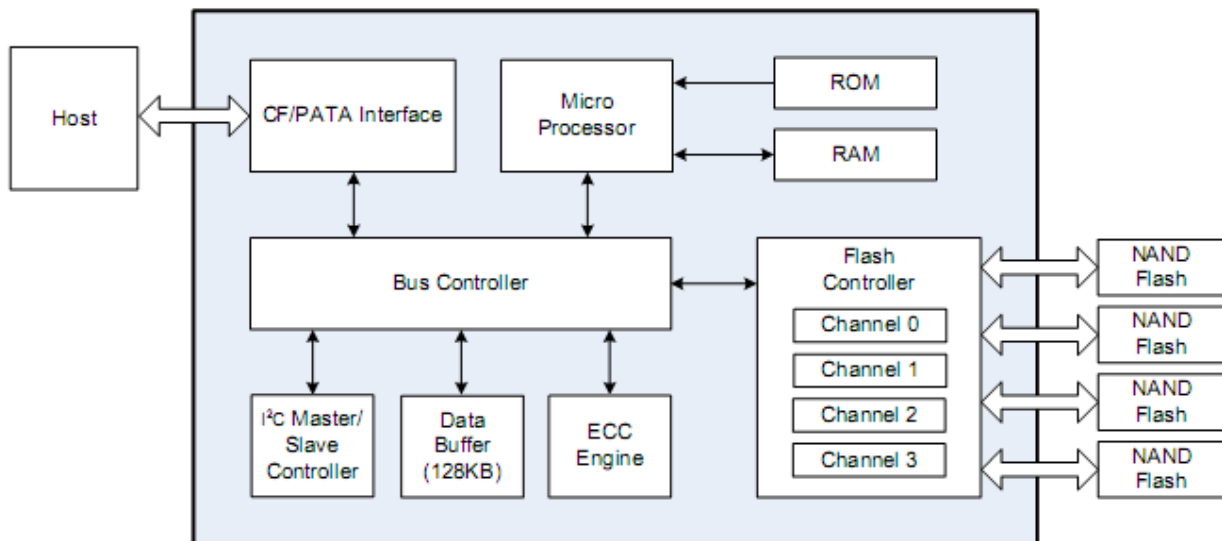 Host
CF/PATA Interface
Micro
Processor
ROM
RAM
Bus Controller
Flash
Controller
Channel 0
Channel 1
Channel 2
Channel 3
NAND
Flash
NAND
Flash
NAND
Flash
NAND
Flash
I²C Master/
Slave
Controller
Data
Buffer
(128KB)
ECC
Engine